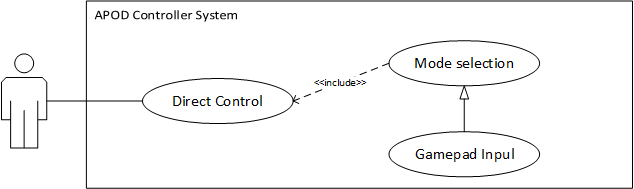 APOD Controller System
Mode selection
<<include>>
Direct Control
Gamepad Inpul